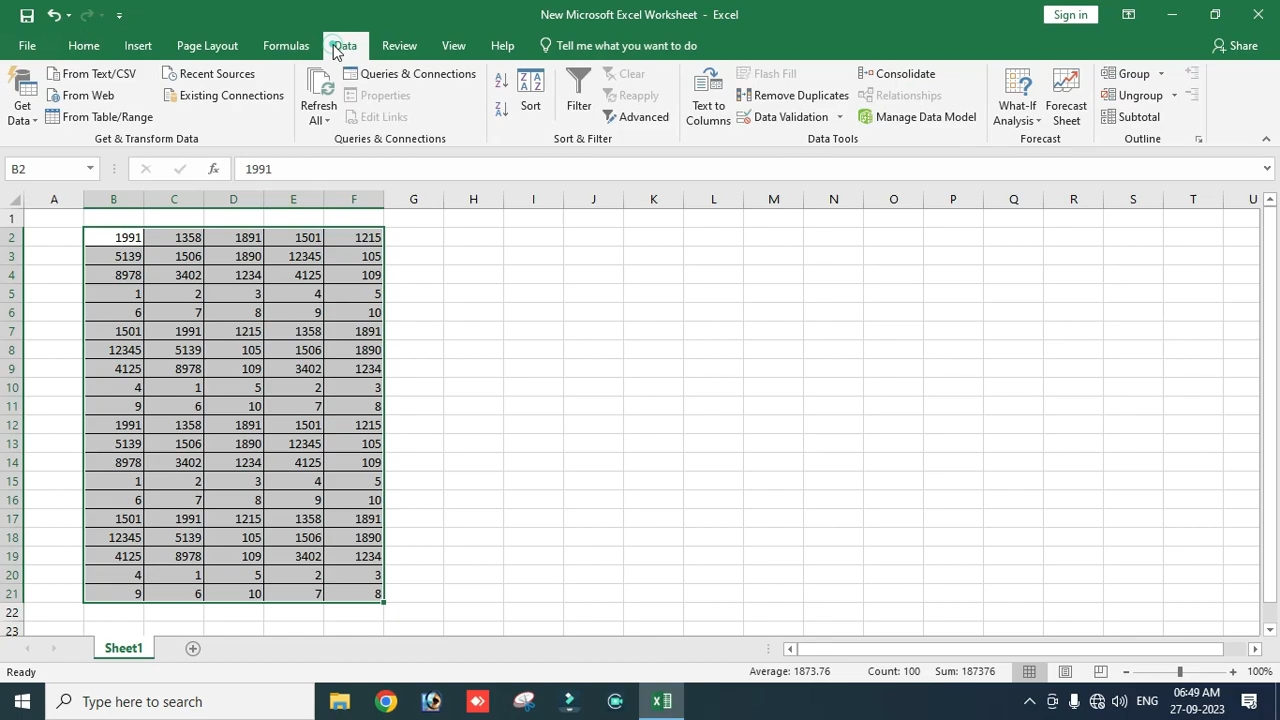 New Microsoft Excel Worksheet - Excel
Sign in
File Home Insert Page Layout Formulas Data Review View Help Tell me what you want to do Share
From Text/CSV Recent Sources Queries & Connections Clear Flash Fill Consolidate Group
Get Data From Web Existing Connections Refresh All Properties Sort Filter Reapply Text to Columns Remove Duplicates Relationships What-If Analysis Forecast Sheet Ungroup
From Table/Range Edit Links Advanced Data Validation Manage Data Model Subtotal
Get & Transform Data Queries & Connections Sort & Filter Data Tools Forecast Outline
B2 fx 1991
A B C D E F G H I J K L M N O P Q R S T U
1
2 1991 1358 1891 1501 1215
3 5139 1506 1890 12345 105
4 8978 3402 1234 4125 109
5 1 2 3 4 5
6 6 7 8 9 10
7 1501 1991 1215 1358 1891
8 12345 5139 105 1506 1890
9 4125 8978 109 3402 1234
10 4 1 5 2 3
11 9 6 10 7 8
12 1991 1358 1891 1501 1215
13 5139 1506 1890 12345 105
14 8978 3402 1234 4125 109
15 1 2 3 4 5
16 6 7 8 9 10
17 1501 1991 1215 1358 1891
18 12345 5139 105 1506 1890
19 4125 8978 109 3402 1234
20 4 1 5 2 3
21 9 6 10 7 8
22
23
Sheet1
Ready Average: 1873.76 Count: 100 Sum: 187376 100%
Type here to search ENG 06:49 AM
27-09-2023